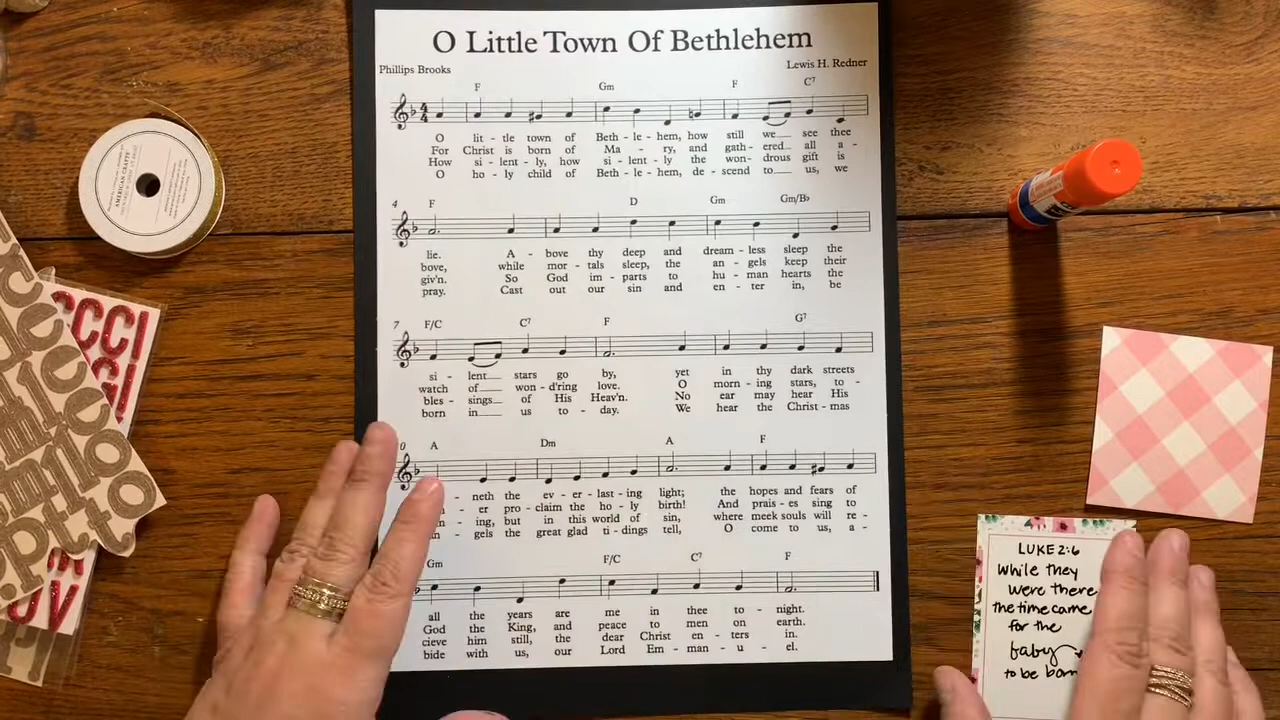 O Little Town Of Bethlehem
Phillips Brooks
Lewis H. Redner
F Gm F C7
O lit - tle town of Beth - le - hem, how still we see thee
For Christ is born of Ma - ry, and gath - ered all a -
How si - lent - ly, how si - lent - ly the won - drous gift is
O ho - ly child of Beth - le - hem, de - scend to us, we
4 F D Gm Gm/B♭
lie. A - bove thy deep and dream - less sleep the
bove, while mor - tals sleep, the an - gels keep their
giv'n. So God im - parts to hu - man hearts the
pray. Cast out our sin and en - ter in, be
7 F/C C7 F G7
si - lent stars go by, yet in thy dark streets
watch of won - d'ring love. O morn - ing stars, to -
bles - sings of His Heav'n. No ear may hear His
born in us to - day. We hear the Christ - mas
0 A Dm A F
- neth the ev - er - last - ing light; the hopes and fears of
- er pro - claim the ho - ly birth! And prais - es sing to
- ing, but in this world of sin, where meek souls will re -
gels the great glad ti - dings tell, O come to us, a -
Gm F/C C7 F
all the years are me in thee to - night.
God the King, and peace to men on earth.
cieve him still, the dear Christ en - ters in.
bide with us, our Lord Em - man - u - el.
AMERICAN CRAFTS
LUKE 2:6
While they
were there
the time came
for the
baby
to be born